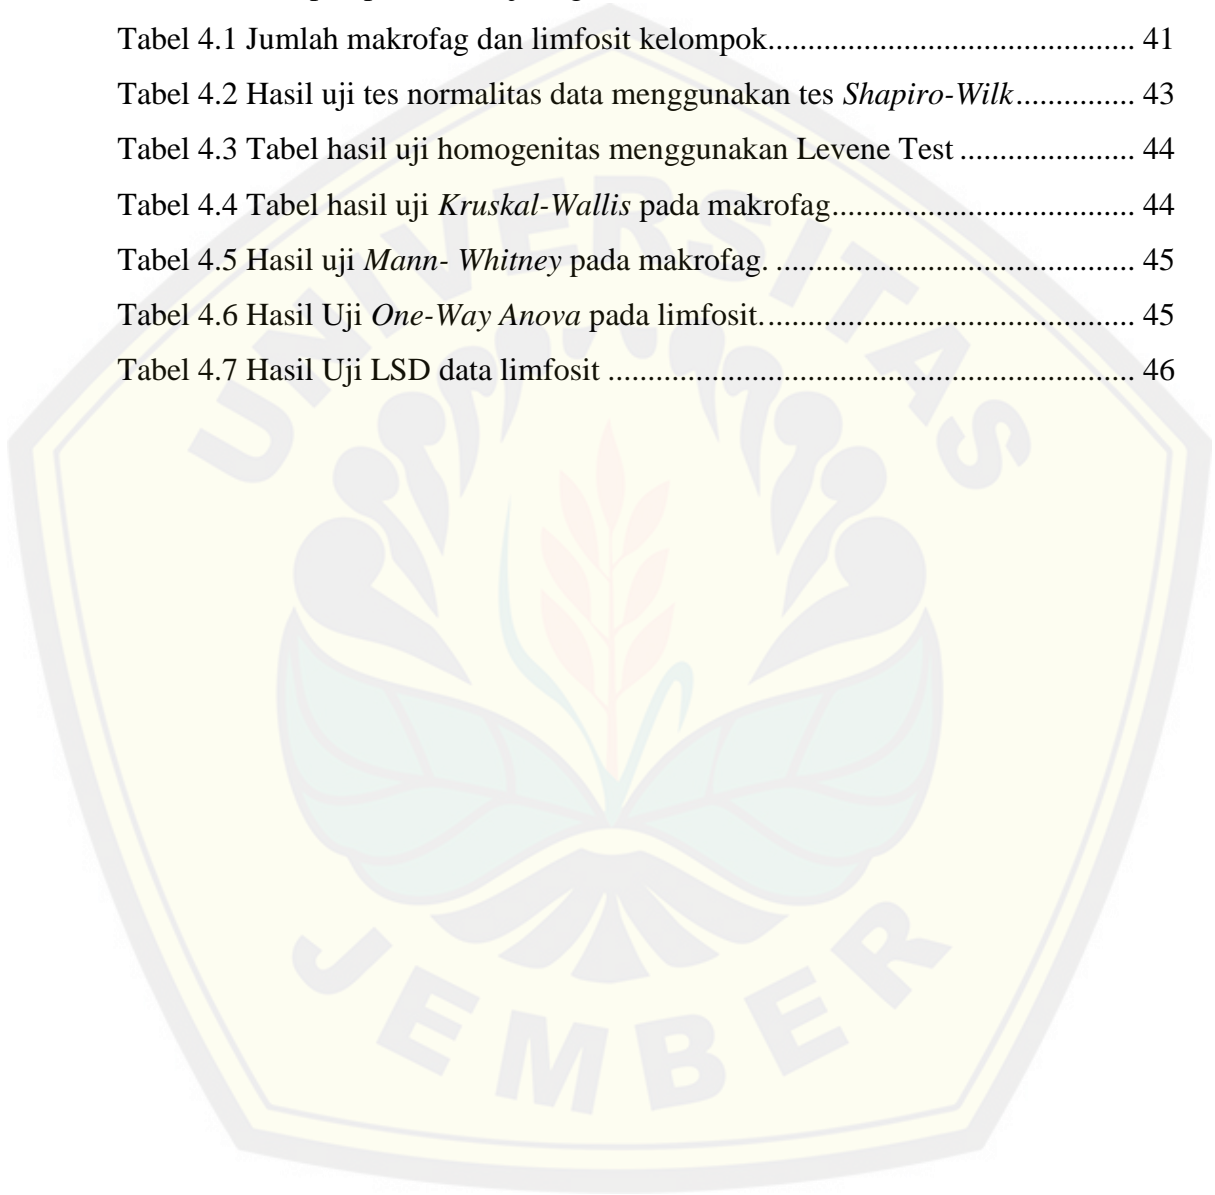 Tabel 4.1 Jumlah makrofag dan limfosit kelompok............................................. 41
Tabel 4.2 Hasil uji tes normalitas data menggunakan tes Shapiro-Wilk............... 43
Tabel 4.3 Tabel hasil uji homogenitas menggunakan Levene Test ...................... 44
Tabel 4.4 Tabel hasil uji Kruskal-Wallis pada makrofag...................................... 44
Tabel 4.5 Hasil uji Mann- Whitney pada makrofag. ............................................. 45
Tabel 4.6 Hasil Uji One-Way Anova pada limfosit............................................... 45
Tabel 4.7 Hasil Uji LSD data limfosit .................................................................. 46
UNIVERSITAS
JEMBER